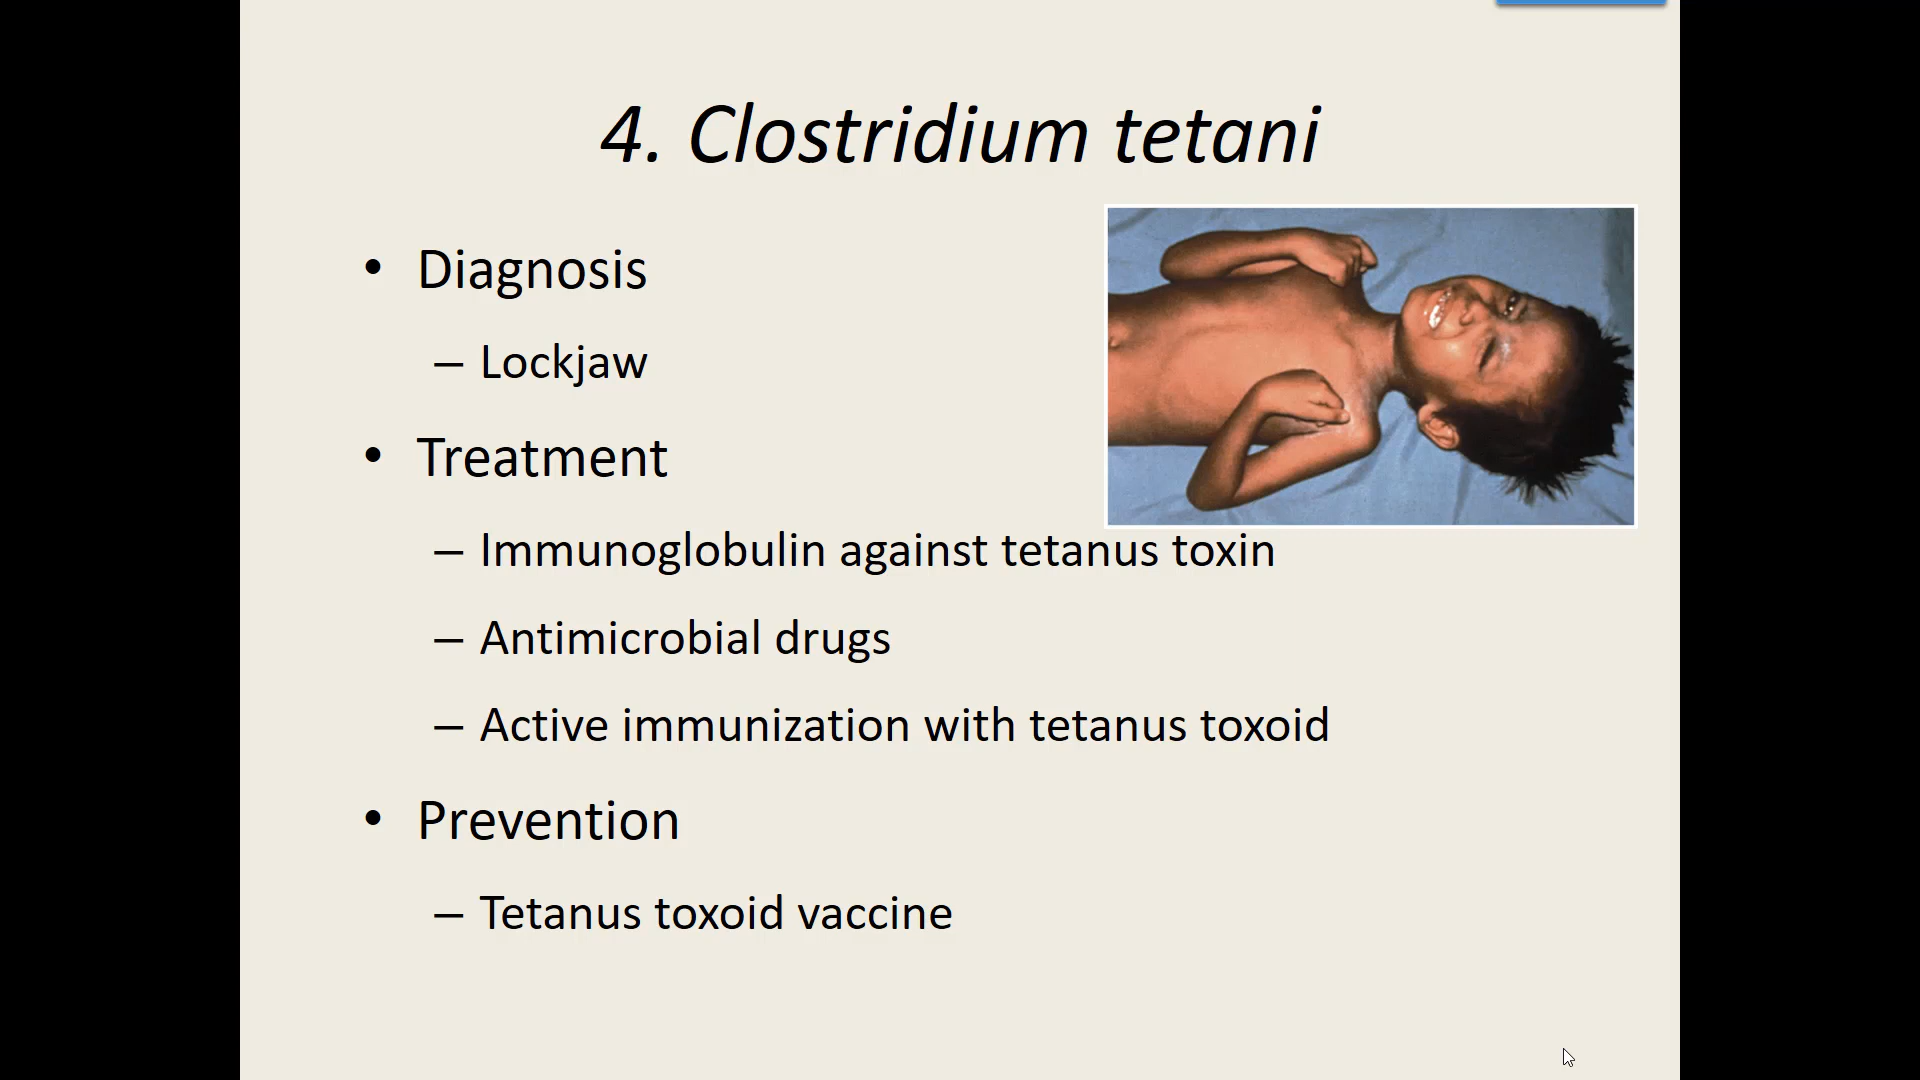 4. Clostridium tetani
• Diagnosis
– Lockjaw
• Treatment
– Immunoglobulin against tetanus toxin
– Antimicrobial drugs
– Active immunization with tetanus toxoid
• Prevention
– Tetanus toxoid vaccine